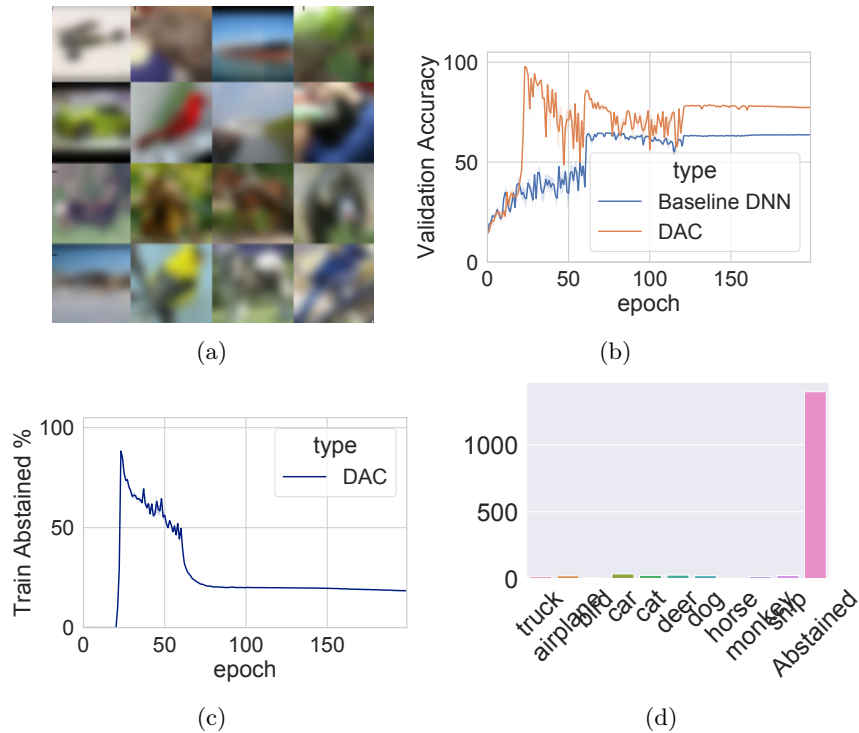 100
50
0
Validation Accuracy
type
Baseline DNN
DAC
0
50
100
150
epoch
(a)
(b)
100
50
0
Train Abstained %
type
DAC
0
50
100
150
epoch
1000
500
0
truck
airplane
bird
car
cat
deer
dog
horse
monkey
ship
Abstained
(c)
(d)